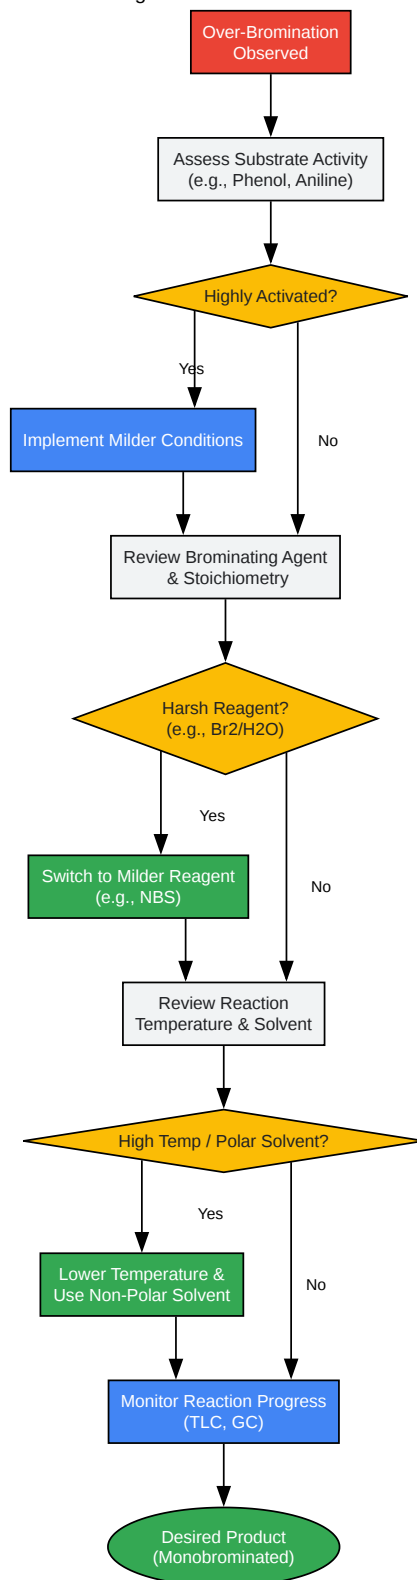 Over-Bromination
Observed
Assess Substrate Activity
(e.g., Phenol, Aniline)
Highly Activated?
Yes
Implement Milder Conditions
No
Review Brominating Agent
& Stoichiometry
Harsh Reagent?
(e.g., Br2/H2O)
Yes
Switch to Milder Reagent
(e.g., NBS)
No
Review Reaction
Temperature & Solvent
High Temp / Polar Solvent?
Yes
Lower Temperature &
Use Non-Polar Solvent
No
Monitor Reaction Progress
(TLC, GC)
Desired Product
(Monobrominated)